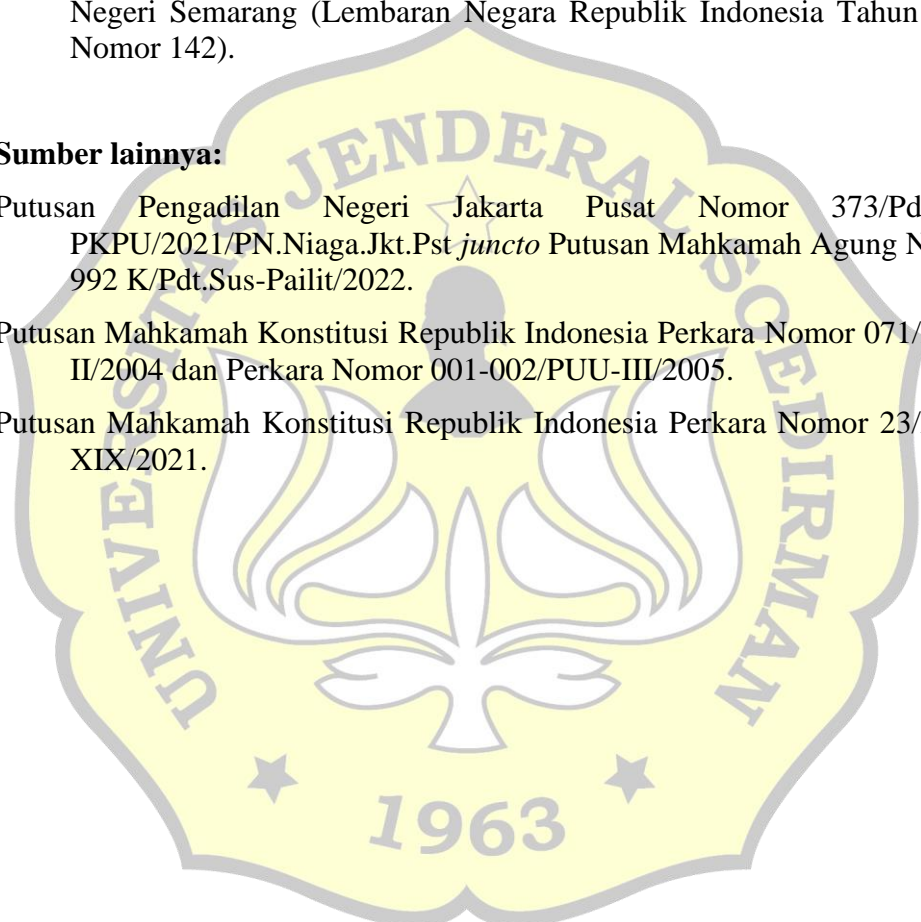 Negeri Semarang (Lembaran Negara Republik Indonesia Tahun
Nomor 142).
Sumber lainnya:
Putusan Pengadilan Negeri Jakarta Pusat Nomor 373/Pd
PKPU/2021/PN.Niaga.Jkt.Pst juncto Putusan Mahkamah Agung N
992 K/Pdt.Sus-Pailit/2022.
Putusan Mahkamah Konstitusi Republik Indonesia Perkara Nomor 071/
II/2004 dan Perkara Nomor 001-002/PUU-III/2005.
Putusan Mahkamah Konstitusi Republik Indonesia Perkara Nomor 23/
XIX/2021.
UNIVERSITAS JENDERAL SOEDIRMAN
1963